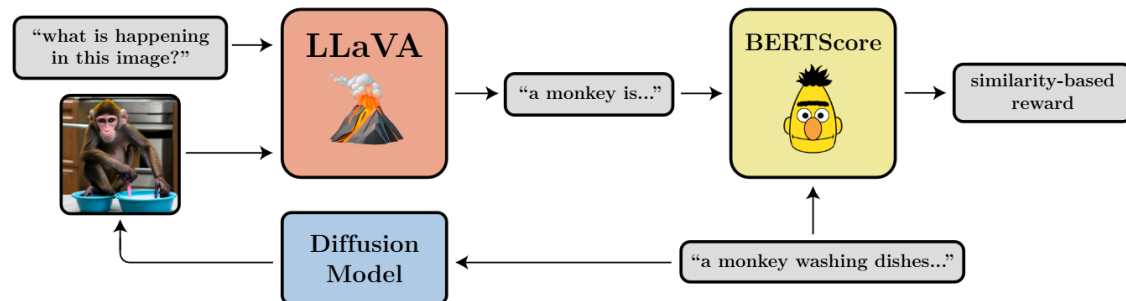 “what is happening
in this image?”
LLaVA
“a monkey is...”
BERTScore
similarity-based
reward
Diffusion
Model
“a monkey washing dishes...”